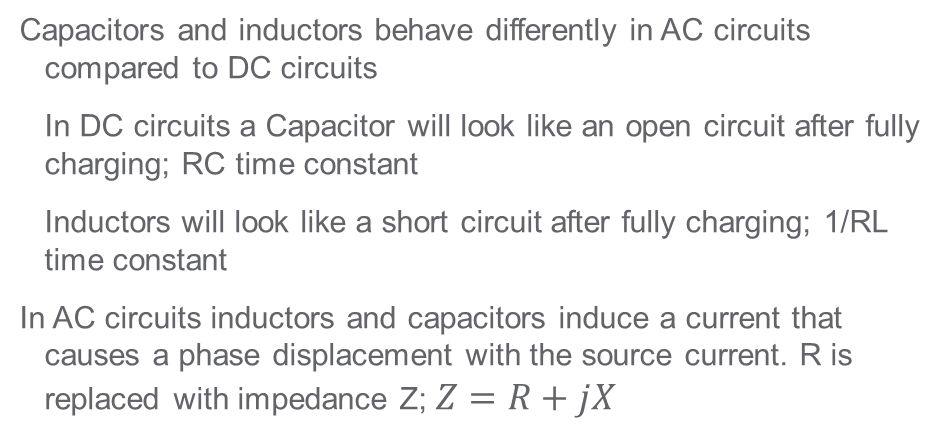 Capacitors and inductors behave differently in AC circuits
compared to DC circuits
In DC circuits a Capacitor will look like an open circuit after fully
charging; RC time constant
Inductors will look like a short circuit after fully charging; 1/RL
time constant
In AC circuits inductors and capacitors induce a current that
causes a phase displacement with the source current. R is
replaced with impedance Z; Z = R + jX